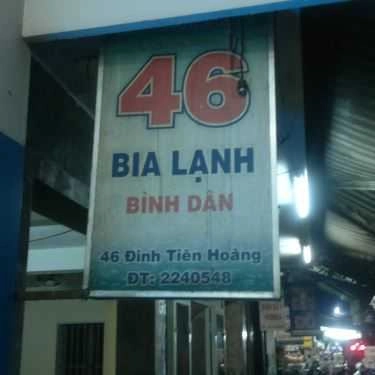 46
BIA LẠNH
BÌNH DÂN
46 Đinh Tiên Hoàng
ĐT: 2240548